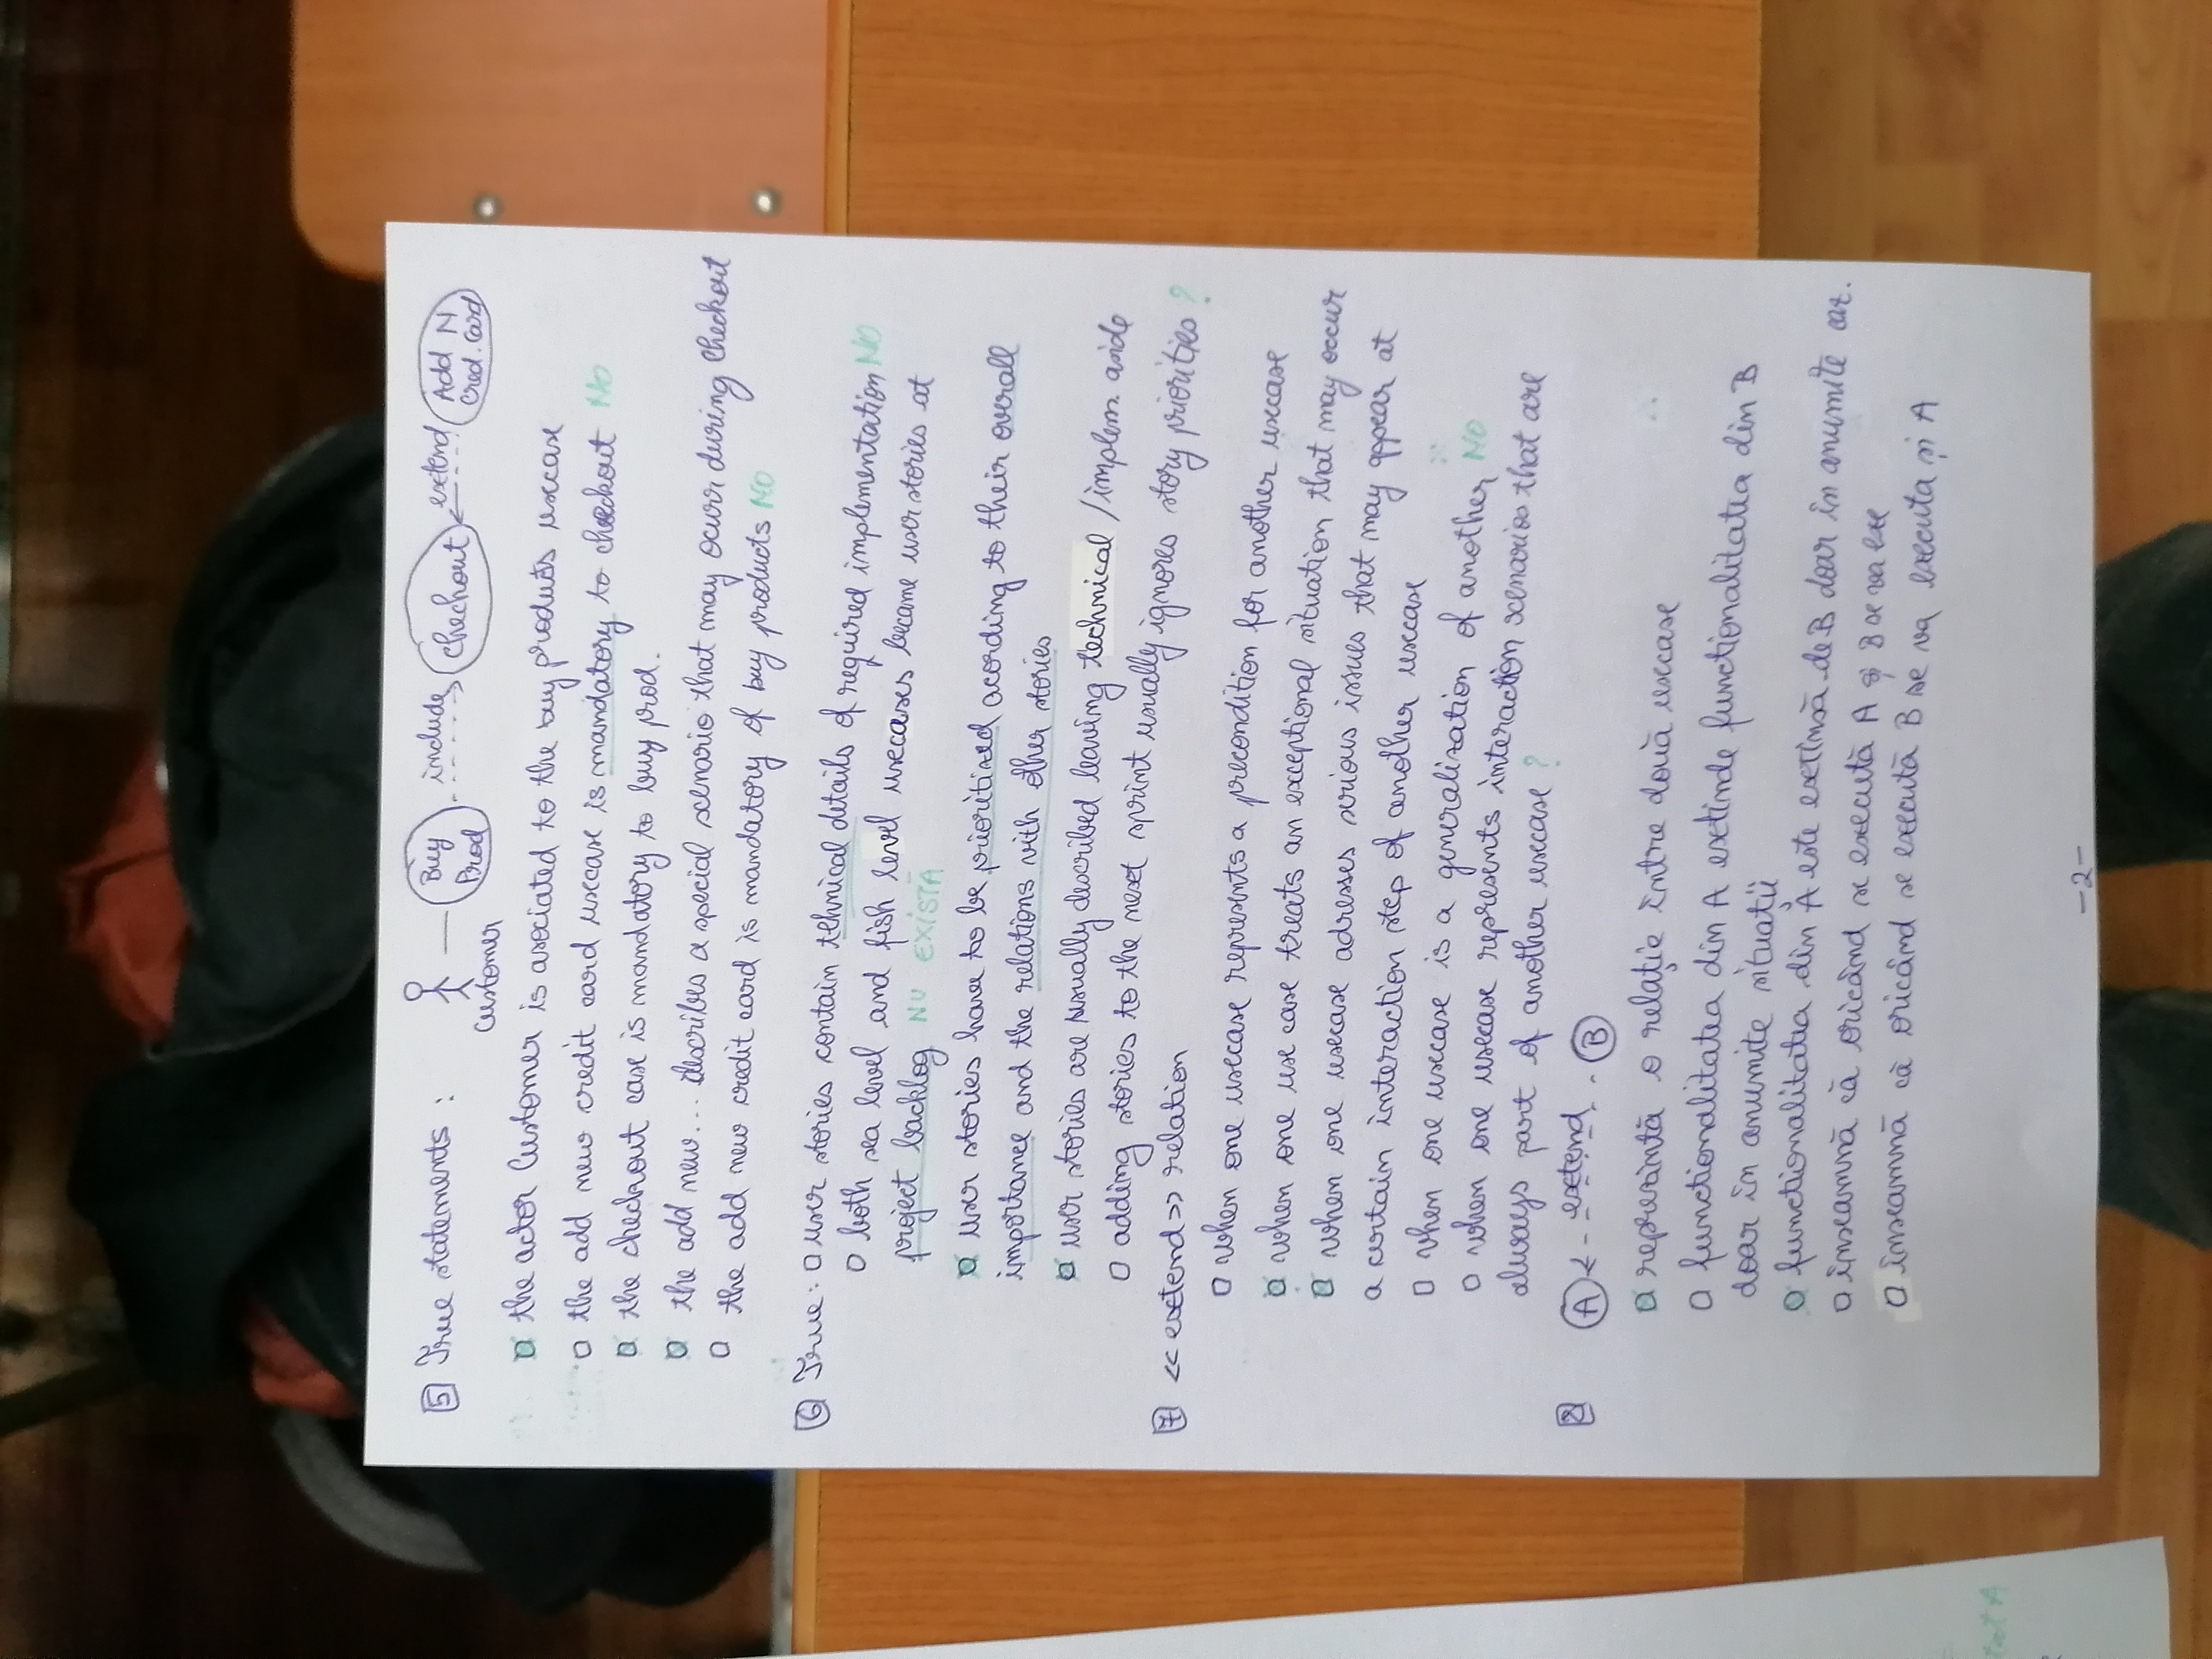 5 True statements :
Customer Buy Prod include Checkout extend Add N cred. card
the actor Customer is associated to the buy products usecase
the add new credit card usecase is mandatory to checkout NO
the checkout case is mandatory to buy prod.
the add new... describes a special scenario that may ocurr during checkout
the add new credit card is mandatory of buy products NO
6 True: user stories contain tehnical details of required implementation NO
both sea level and fish level usecases became user stories at
project backlog NU EXISTĂ
user stories have to be prioritised acording to their overall
importance and the relations with other stories
user stories are usually described leaving technical / implem aside
adding stories to the next sprint usually ignores story priorities ?
7 << extend >> relation
when one usecase represents a precondition for another usecase
when one use case treats an exceptional situation that may occur
when one usecase adresses serious issues that may appear at
a certain interaction step of another usecase
when one usecase is a generalization of another NO
when one usecase represents interaction scenarios that are
always part of another usecase ?
8 A extend B
reprezintă o relație între două usecase
functionalitatea din A extinde functionalitatea din B
doar în anumite situații
functionalitatea din A este extinsă de B doar în anumite caz.
înseamnă că oricând se execută A și B se va exe
înseamnă că oricând se execută B se va executa și A
-2-